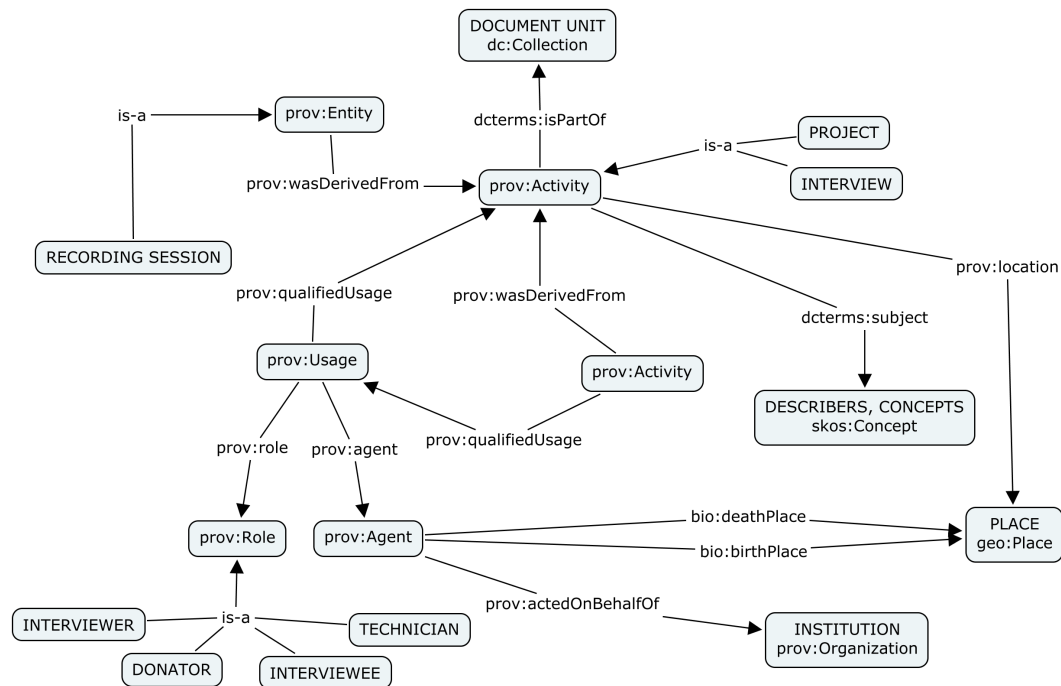 DOCUMENT UNIT
dc:Collection
is-a
prov:Entity
dcterms:isPartOf
PROJECT
is-a
prov:wasDerivedFrom
prov:Activity
INTERVIEW
RECORDING SESSION
prov:location
prov:qualifiedUsage
prov:wasDerivedFrom
dcterms:subject
prov:Usage
prov:Activity
DESCRIBERS, CONCEPTS
skos:Concept
prov:role
prov:agent
prov:qualifiedUsage
bio:deathPlace
PLACE
geo:Place
prov:Role
prov:Agent
bio:birthPlace
prov:actedOnBehalfOf
INTERVIEWER
is-a
TECHNICIAN
INSTITUTION
prov:Organization
DONATOR
INTERVIEWEE